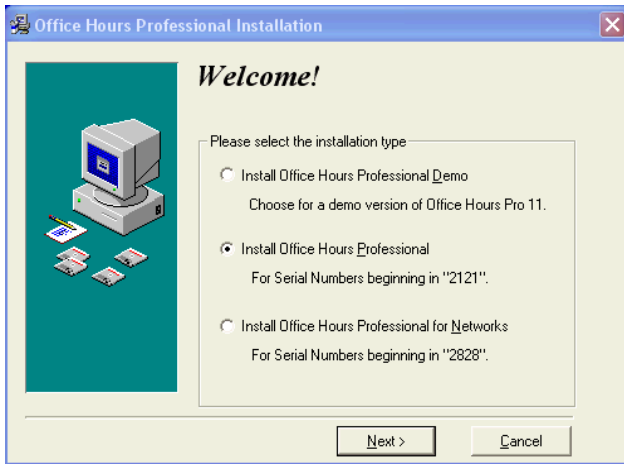 Office Hours Professional Installation
Welcome!
Please select the installation type
Install Office Hours Professional Demo
Choose for a demo version of Office Hours Pro 11.
Install Office Hours Professional
For Serial Numbers beginning in "2121".
Install Office Hours Professional for Networks
For Serial Numbers beginning in "2828".
Next >
Cancel